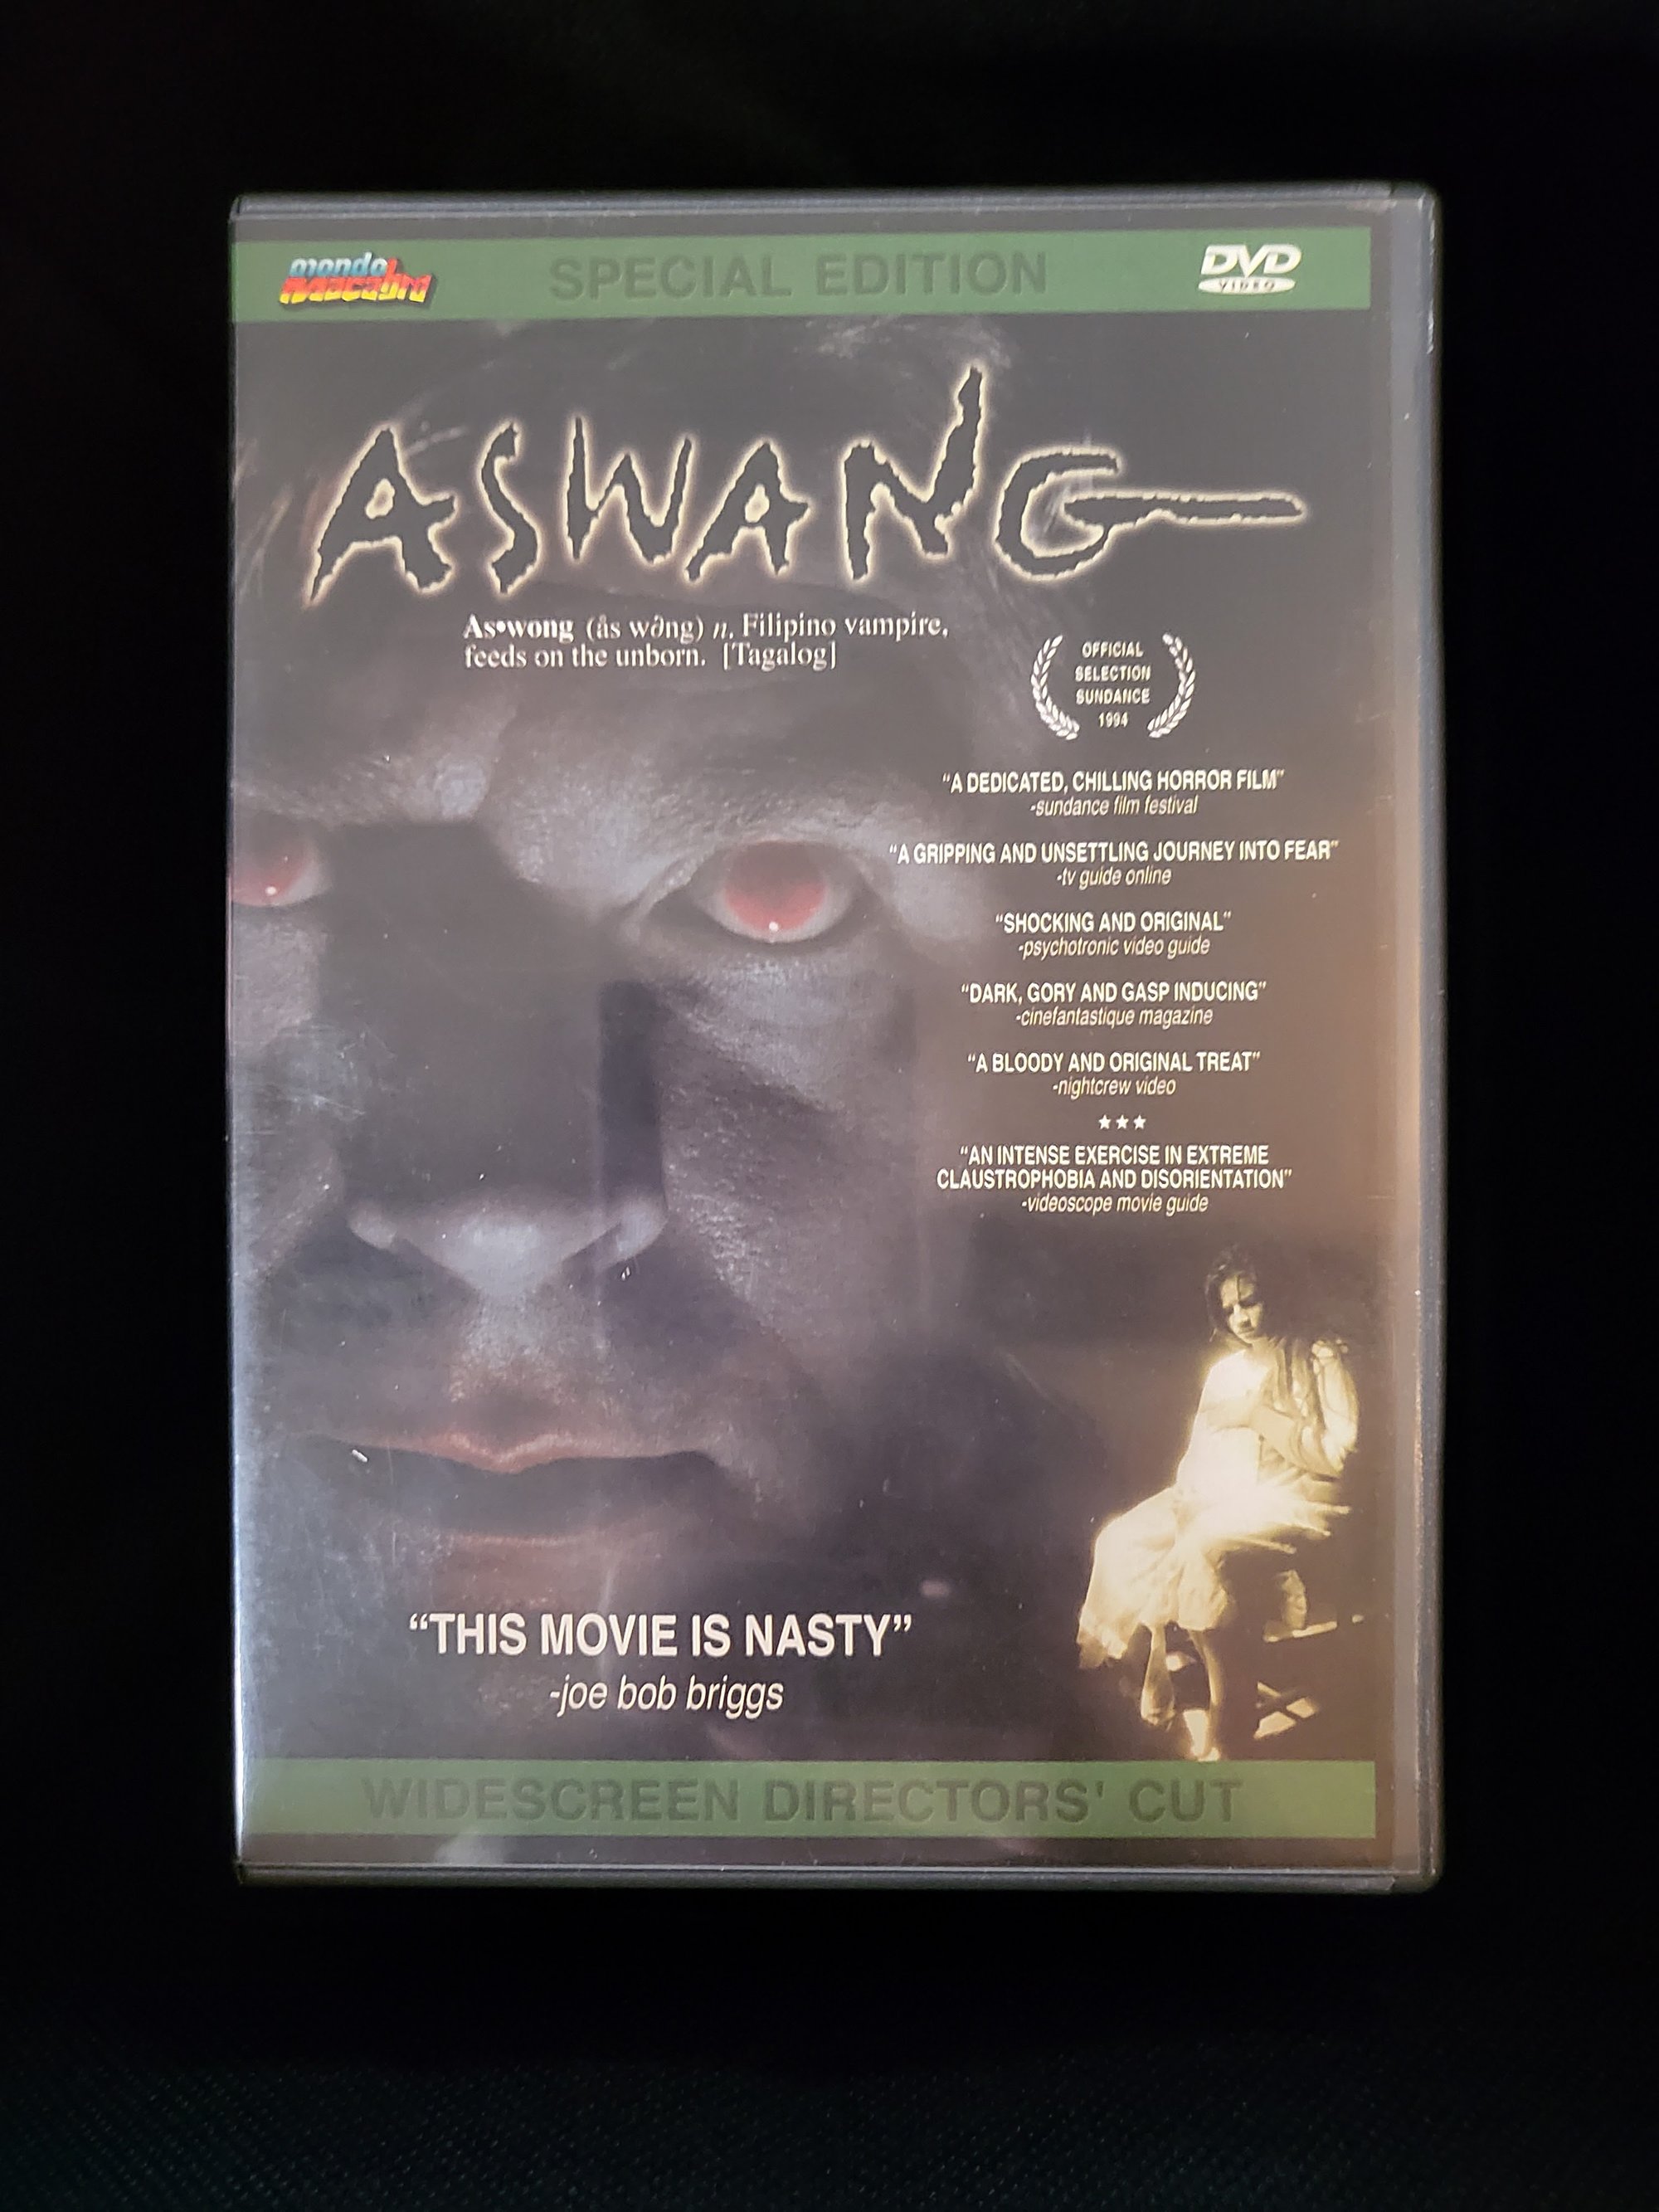 mondo macabro
SPECIAL EDITION
DVD
VIDEO
ASWANG
As•wong (ås wəng) n. Filipino vampire,
feeds on the unborn. [Tagalog]
OFFICIAL
SELECTION
SUNDANCE
1994
“A DEDICATED, CHILLING HORROR FILM”
-sundance film festival
“A GRIPPING AND UNSETTLING JOURNEY INTO FEAR”
-tv guide online
“SHOCKING AND ORIGINAL”
-psychotronic video guide
“DARK, GORY AND GASP INDUCING”
-cinefantastique magazine
“A BLOODY AND ORIGINAL TREAT”
-nightcrew video
★★★
“AN INTENSE EXERCISE IN EXTREME
CLAUSTROPHOBIA AND DISORIENTATION”
-videoscope movie guide
“THIS MOVIE IS NASTY”
-joe bob briggs
WIDESCREEN DIRECTORS' CUT